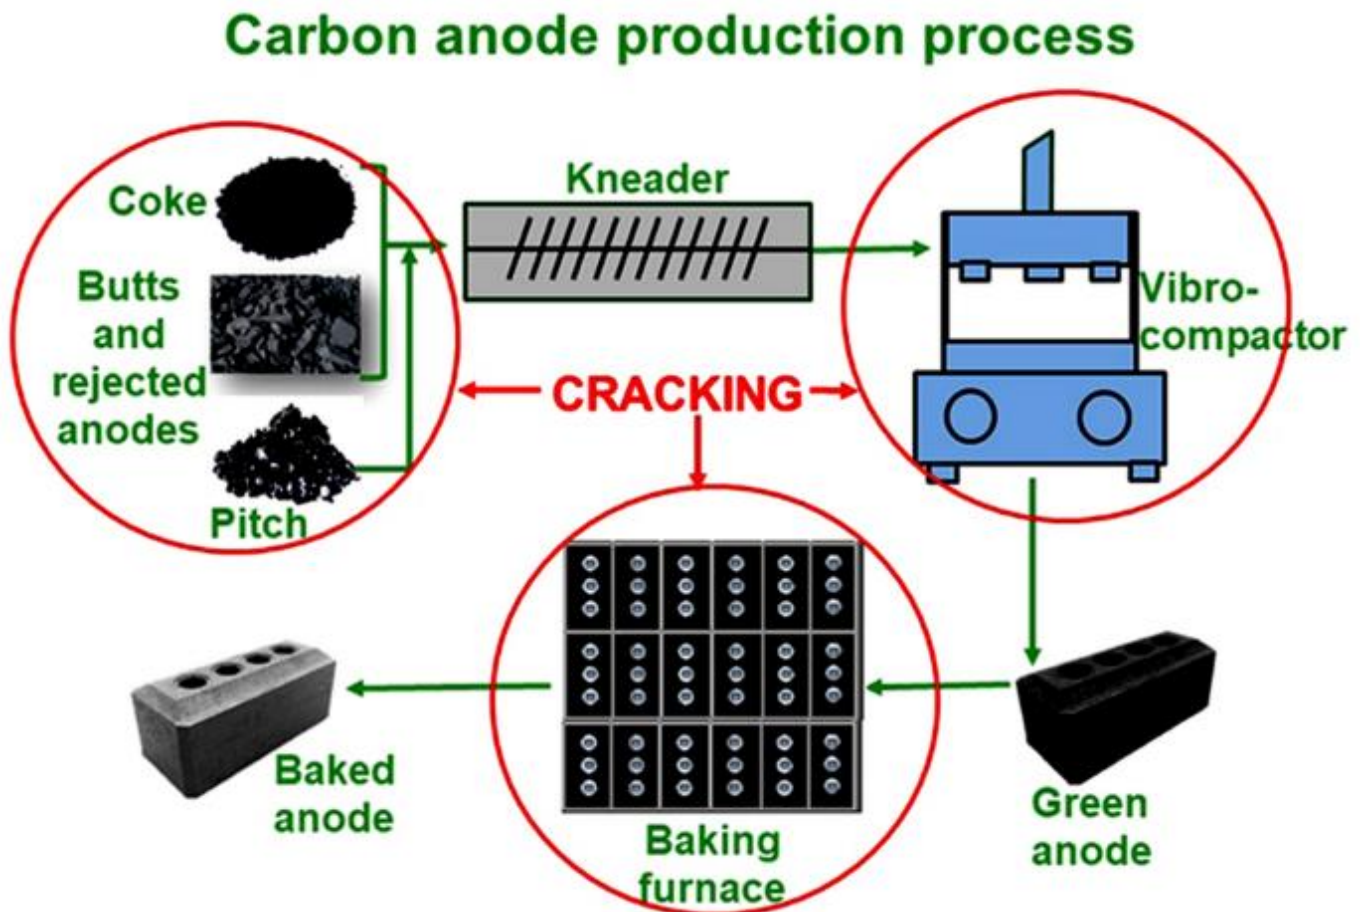 Carbon anode production process
Coke
Butts
and
rejected
anodes
Pitch
Kneader
Vibro-
compactor
CRACKING
Baked
anode
Baking
furnace
Green
anode